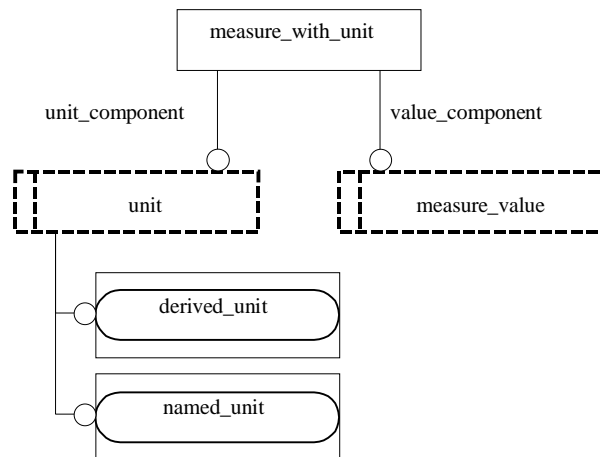 measure_with_unit
unit_component
value_component
unit
measure_value
derived_unit
named_unit